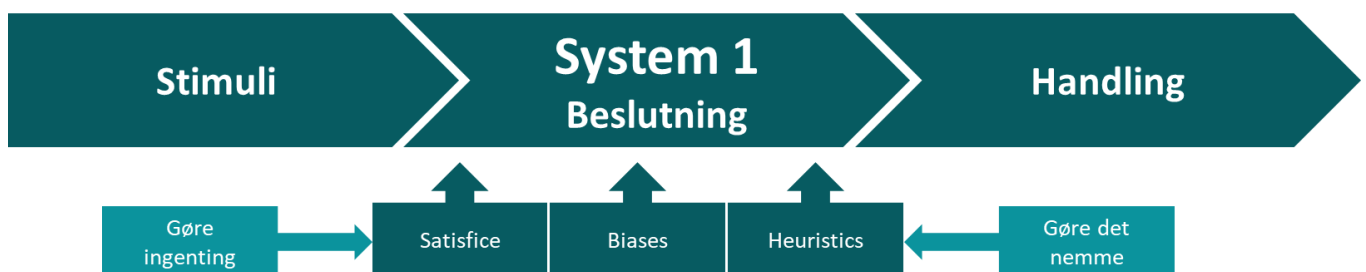 Stimuli
System 1
Beslutning
Handling
Gøre
ingenting
Satisfice
Biases
Heuristics
Gøre det
nemme